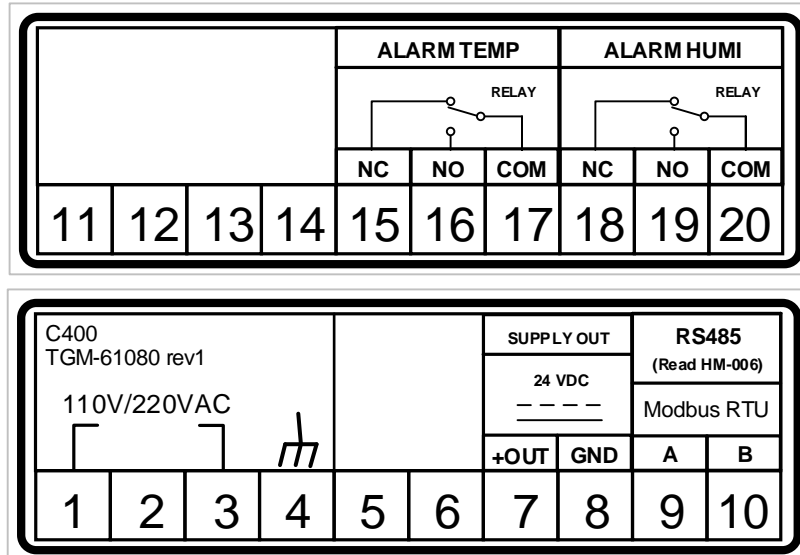 ALARM TEMP ALARM HUMI
RELAY RELAY
NC NO COM NC NO COM
11 12 13 14 15 16 17 18 19 20
C400
TGM-61080 rev1
110V/220VAC
SUPPLY OUT
24 VDC
RS485
(Read HM-006)
Modbus RTU
+OUT GND A B
1 2 3 4 5 6 7 8 9 10